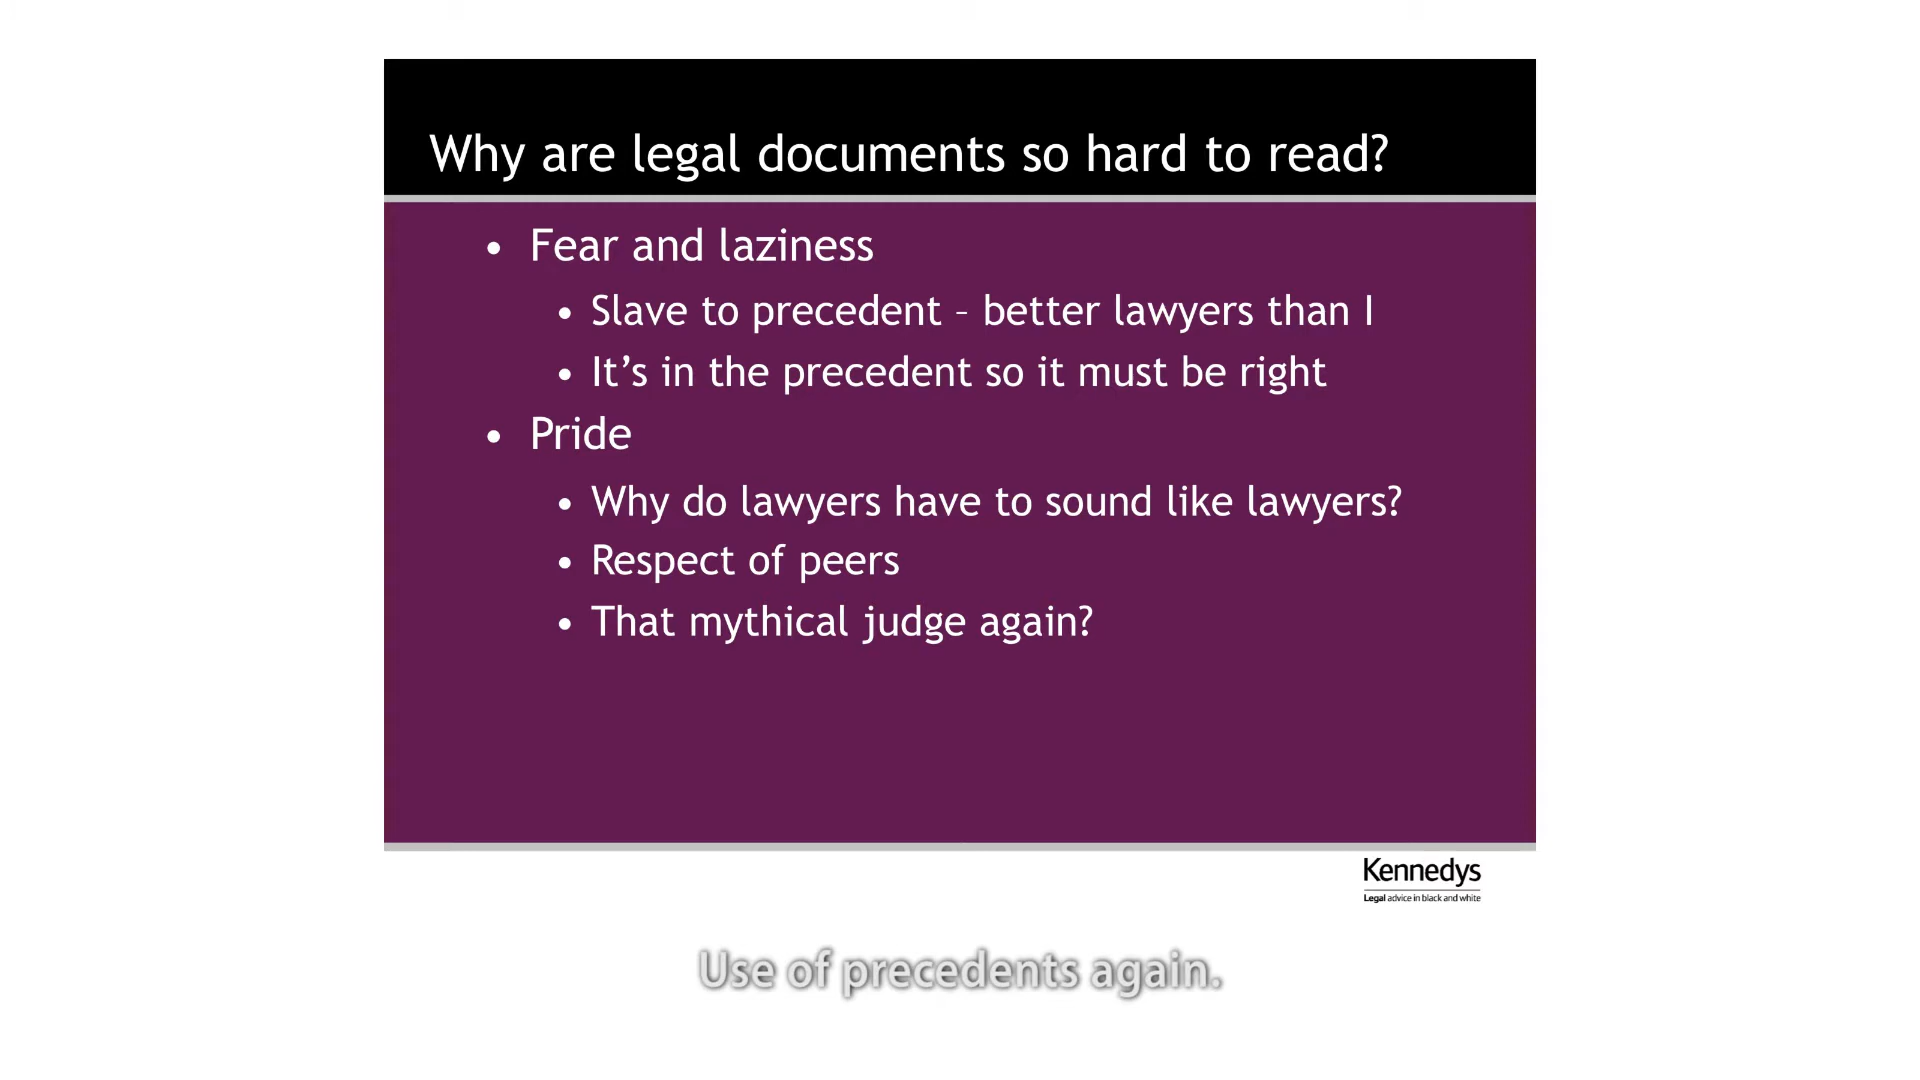 Why are legal documents so hard to read?
• Fear and laziness
• Slave to precedent – better lawyers than I
• It’s in the precedent so it must be right
• Pride
• Why do lawyers have to sound like lawyers?
• Respect of peers
• That mythical judge again?
Kennedys
Legal advice in black and white
Use of precedents again.